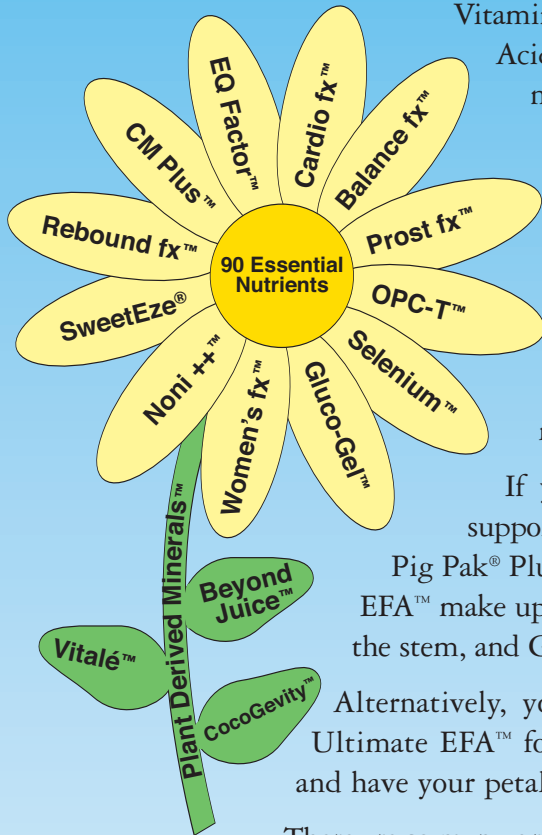 Vitamin
Acid
EQ Factor™
Cardio fx™
Balance fx™
Prost fx™
OPC-T™
Selenium™
Gluco-Gel™
Women's fx™
Noni ++™
SweetEze®
Rebound fx™
CM Plus™
90 Essential
Nutrients
Plant Derived Minerals™
Beyond
Juice™
Vitalé™
CocoGevity™
If
suppo
Pig Pak® Plu
EFA™ make up
the stem, and
Alternatively, yo
Ultimate EFA™ fo
and have your petal